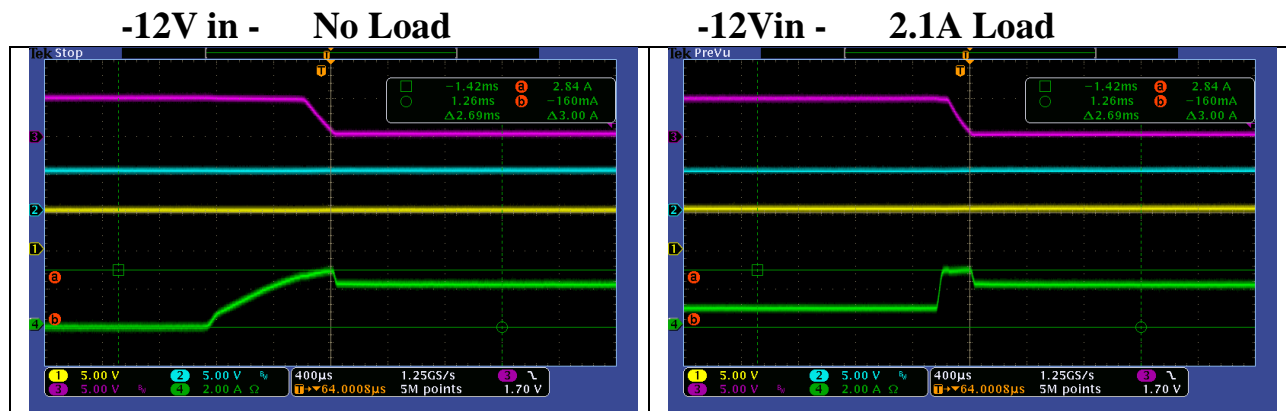 -12V in - No Load
-12Vin - 2.1A Load
Tek Stop
T
T
-1.42ms a 2.84 A
1.26ms b -160mA
Δ2.69ms Δ3.00 A
3
2
1
a
b
4
1 5.00 V 2 5.00 V
3 5.00 V 4 2.00 A Ω
400µs 1.25GS/s 3
T→▼64.0008µs 5M points 1.70 V
Tek PreVu
T
T
-1.42ms a 2.84 A
1.26ms b -160mA
Δ2.69ms Δ3.00 A
3
2
1
a
b
4
1 5.00 V 2 5.00 V
3 5.00 V 4 2.00 A Ω
400µs 1.25GS/s 3
T→▼64.0008µs 5M points 1.70 V